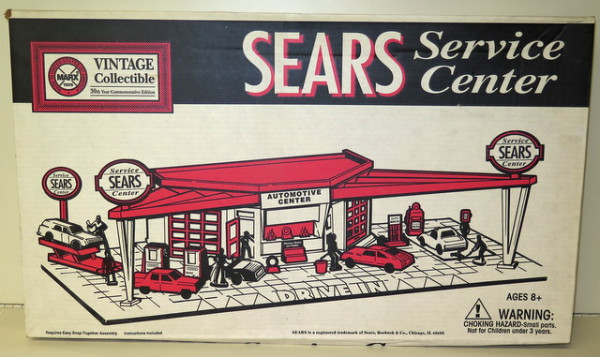 MARX
TOYS
VINTAGE
Collectible
30th Year Commemorative Edition
SEARS Service
Center
Service
SEARS
Center
Service
SEARS
Center
Service
SEARS
Center
AUTOMOTIVE
CENTER
DRIVE IN
AGES 8+
WARNING:
CHOKING HAZARD-Small parts.
Not for Children under 3 years.
Requires Easy Snap-Together Assembly Instructions Included
SEARS is a registered trademark of Sears, Roebuck & Co., Chicago, IL 60684